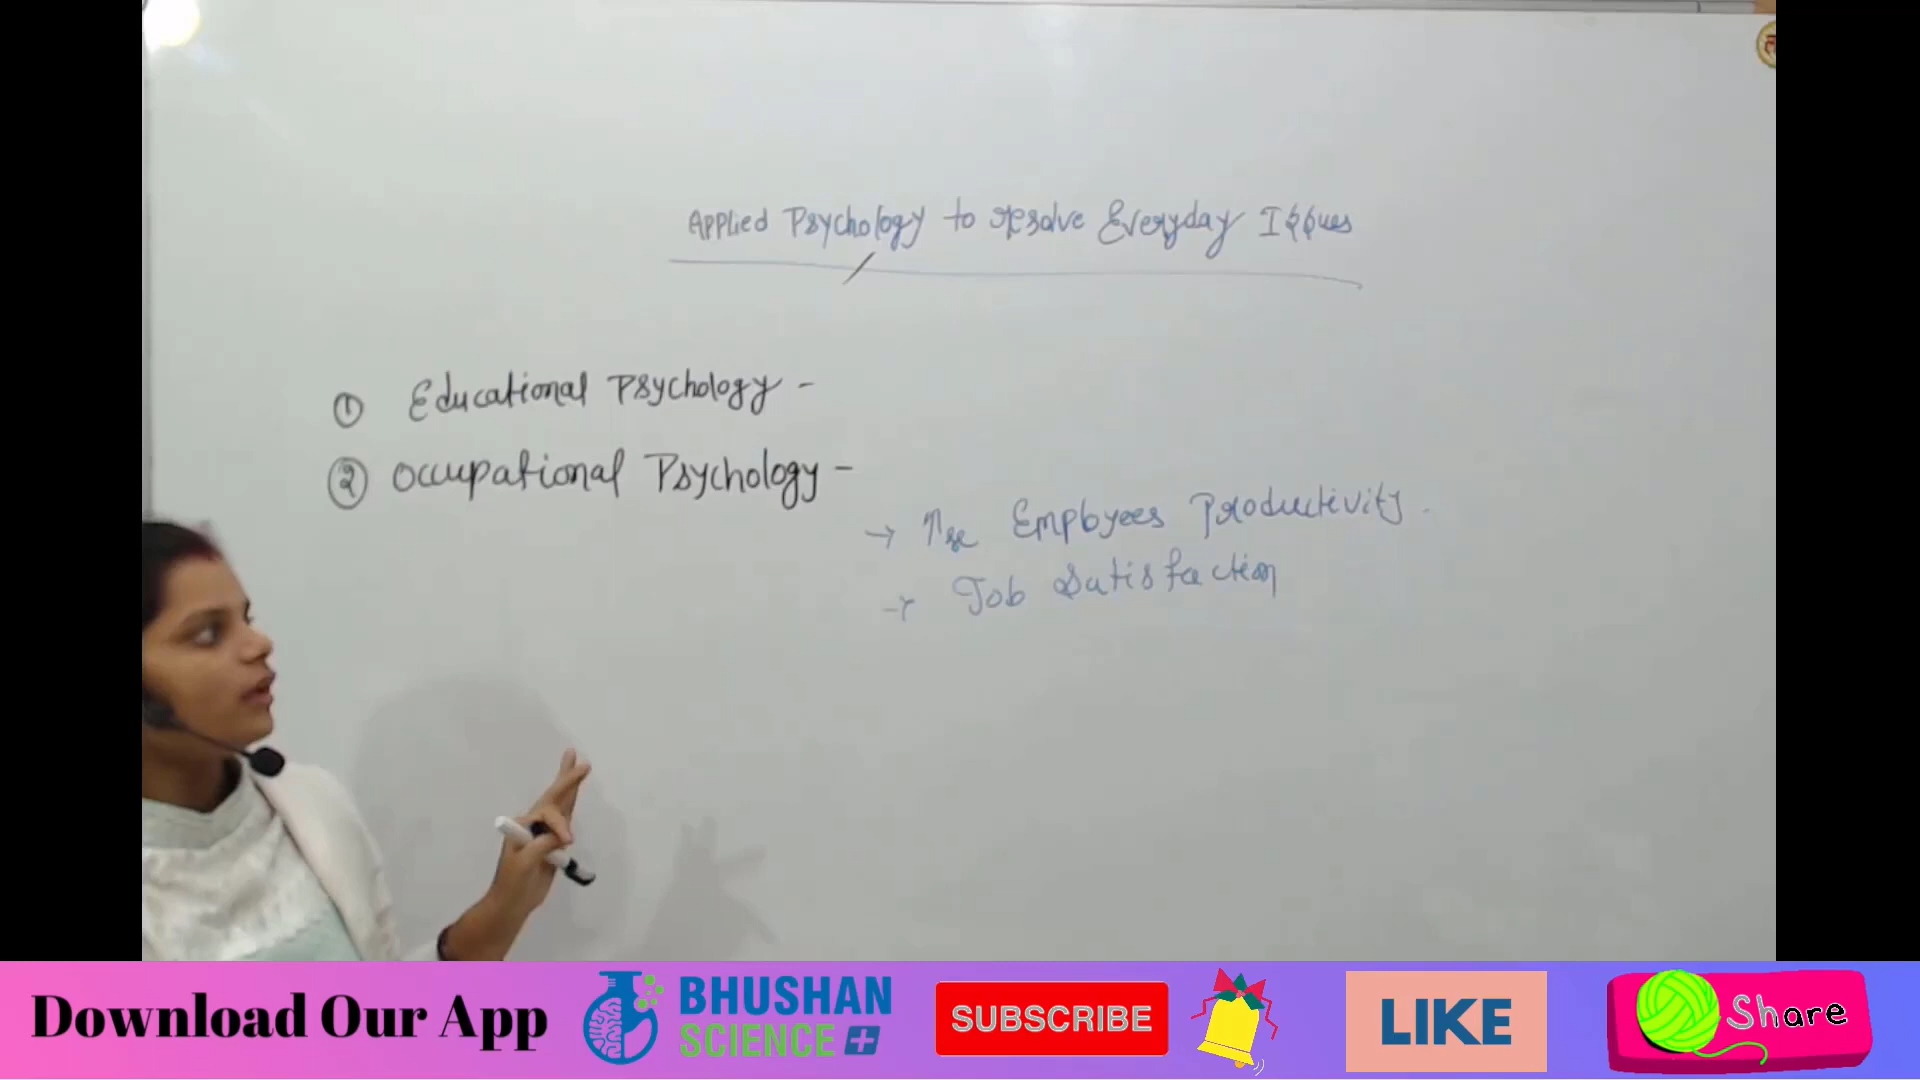 Applied Psychology to resolve Everyday Issues
① Educational Psychology -
② Occupational Psychology -
→ ↑se Employees Productivity.
→ Job Satisfaction
Download Our App
BHUSHAN
SCIENCE+
SUBSCRIBE
LIKE
Share